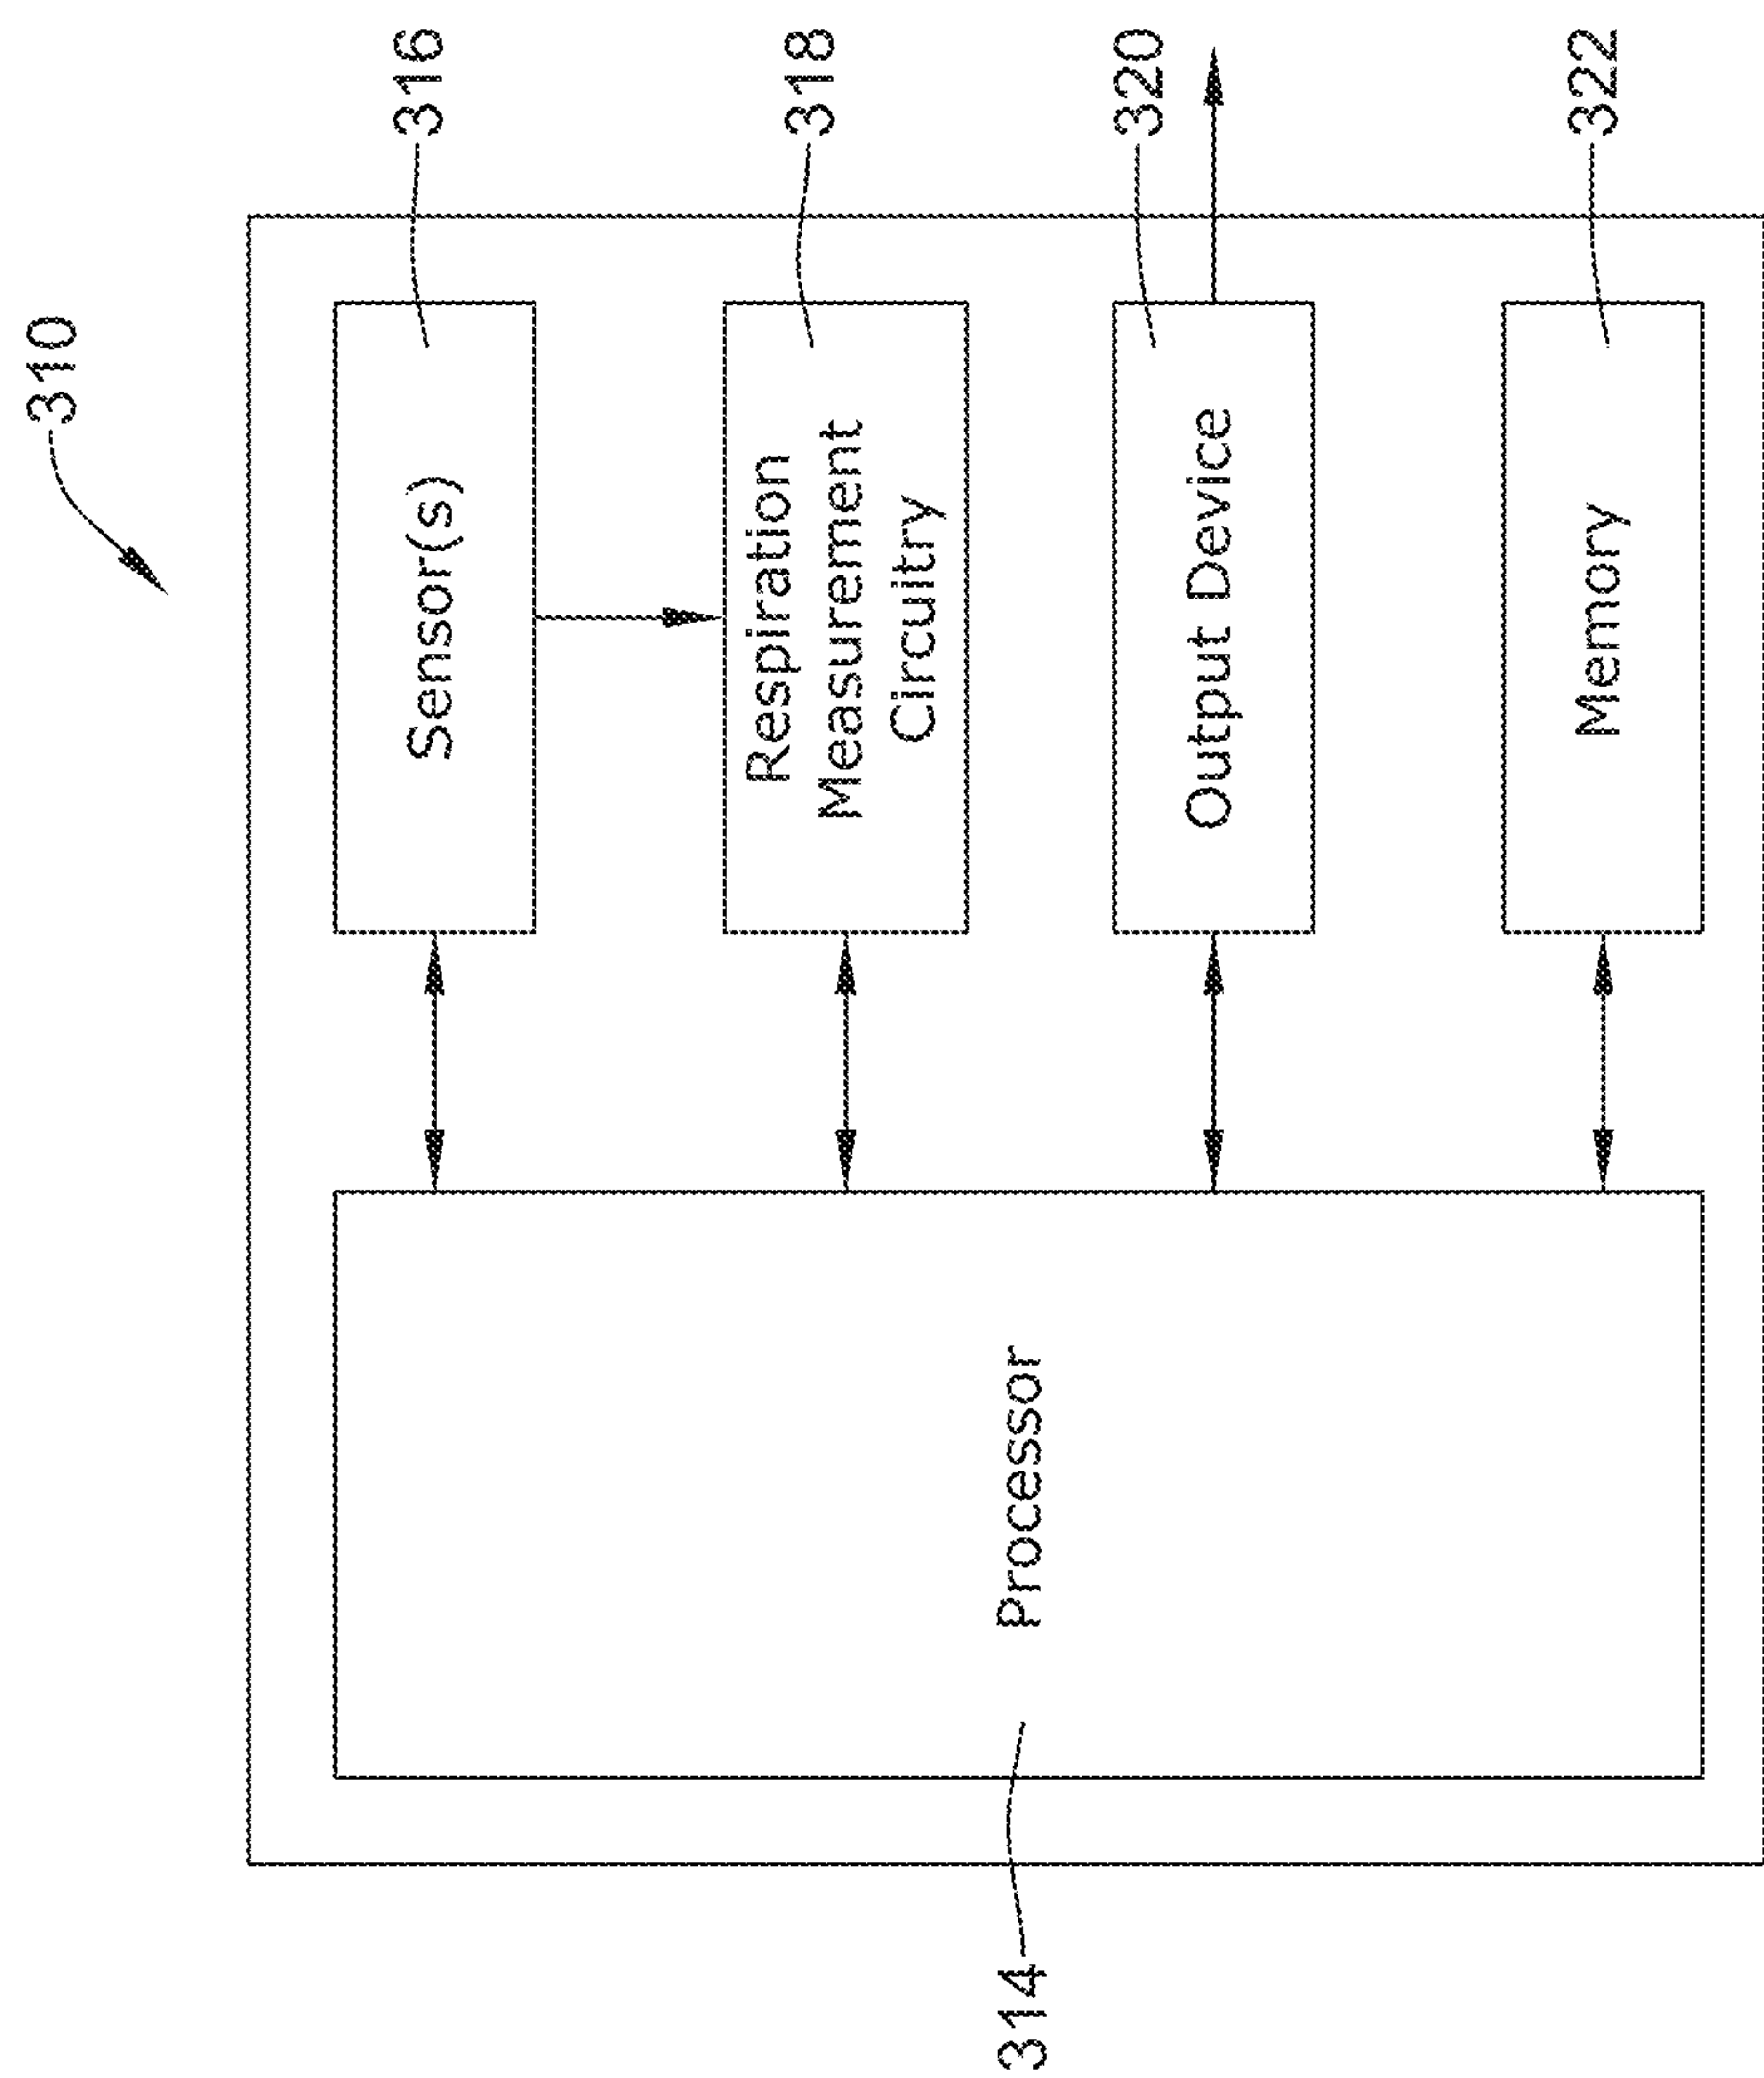 310
Sensor(s)
316
Respiration
Measurement
Circuitry
318
Processor
314
Output Device
320
Memory
322